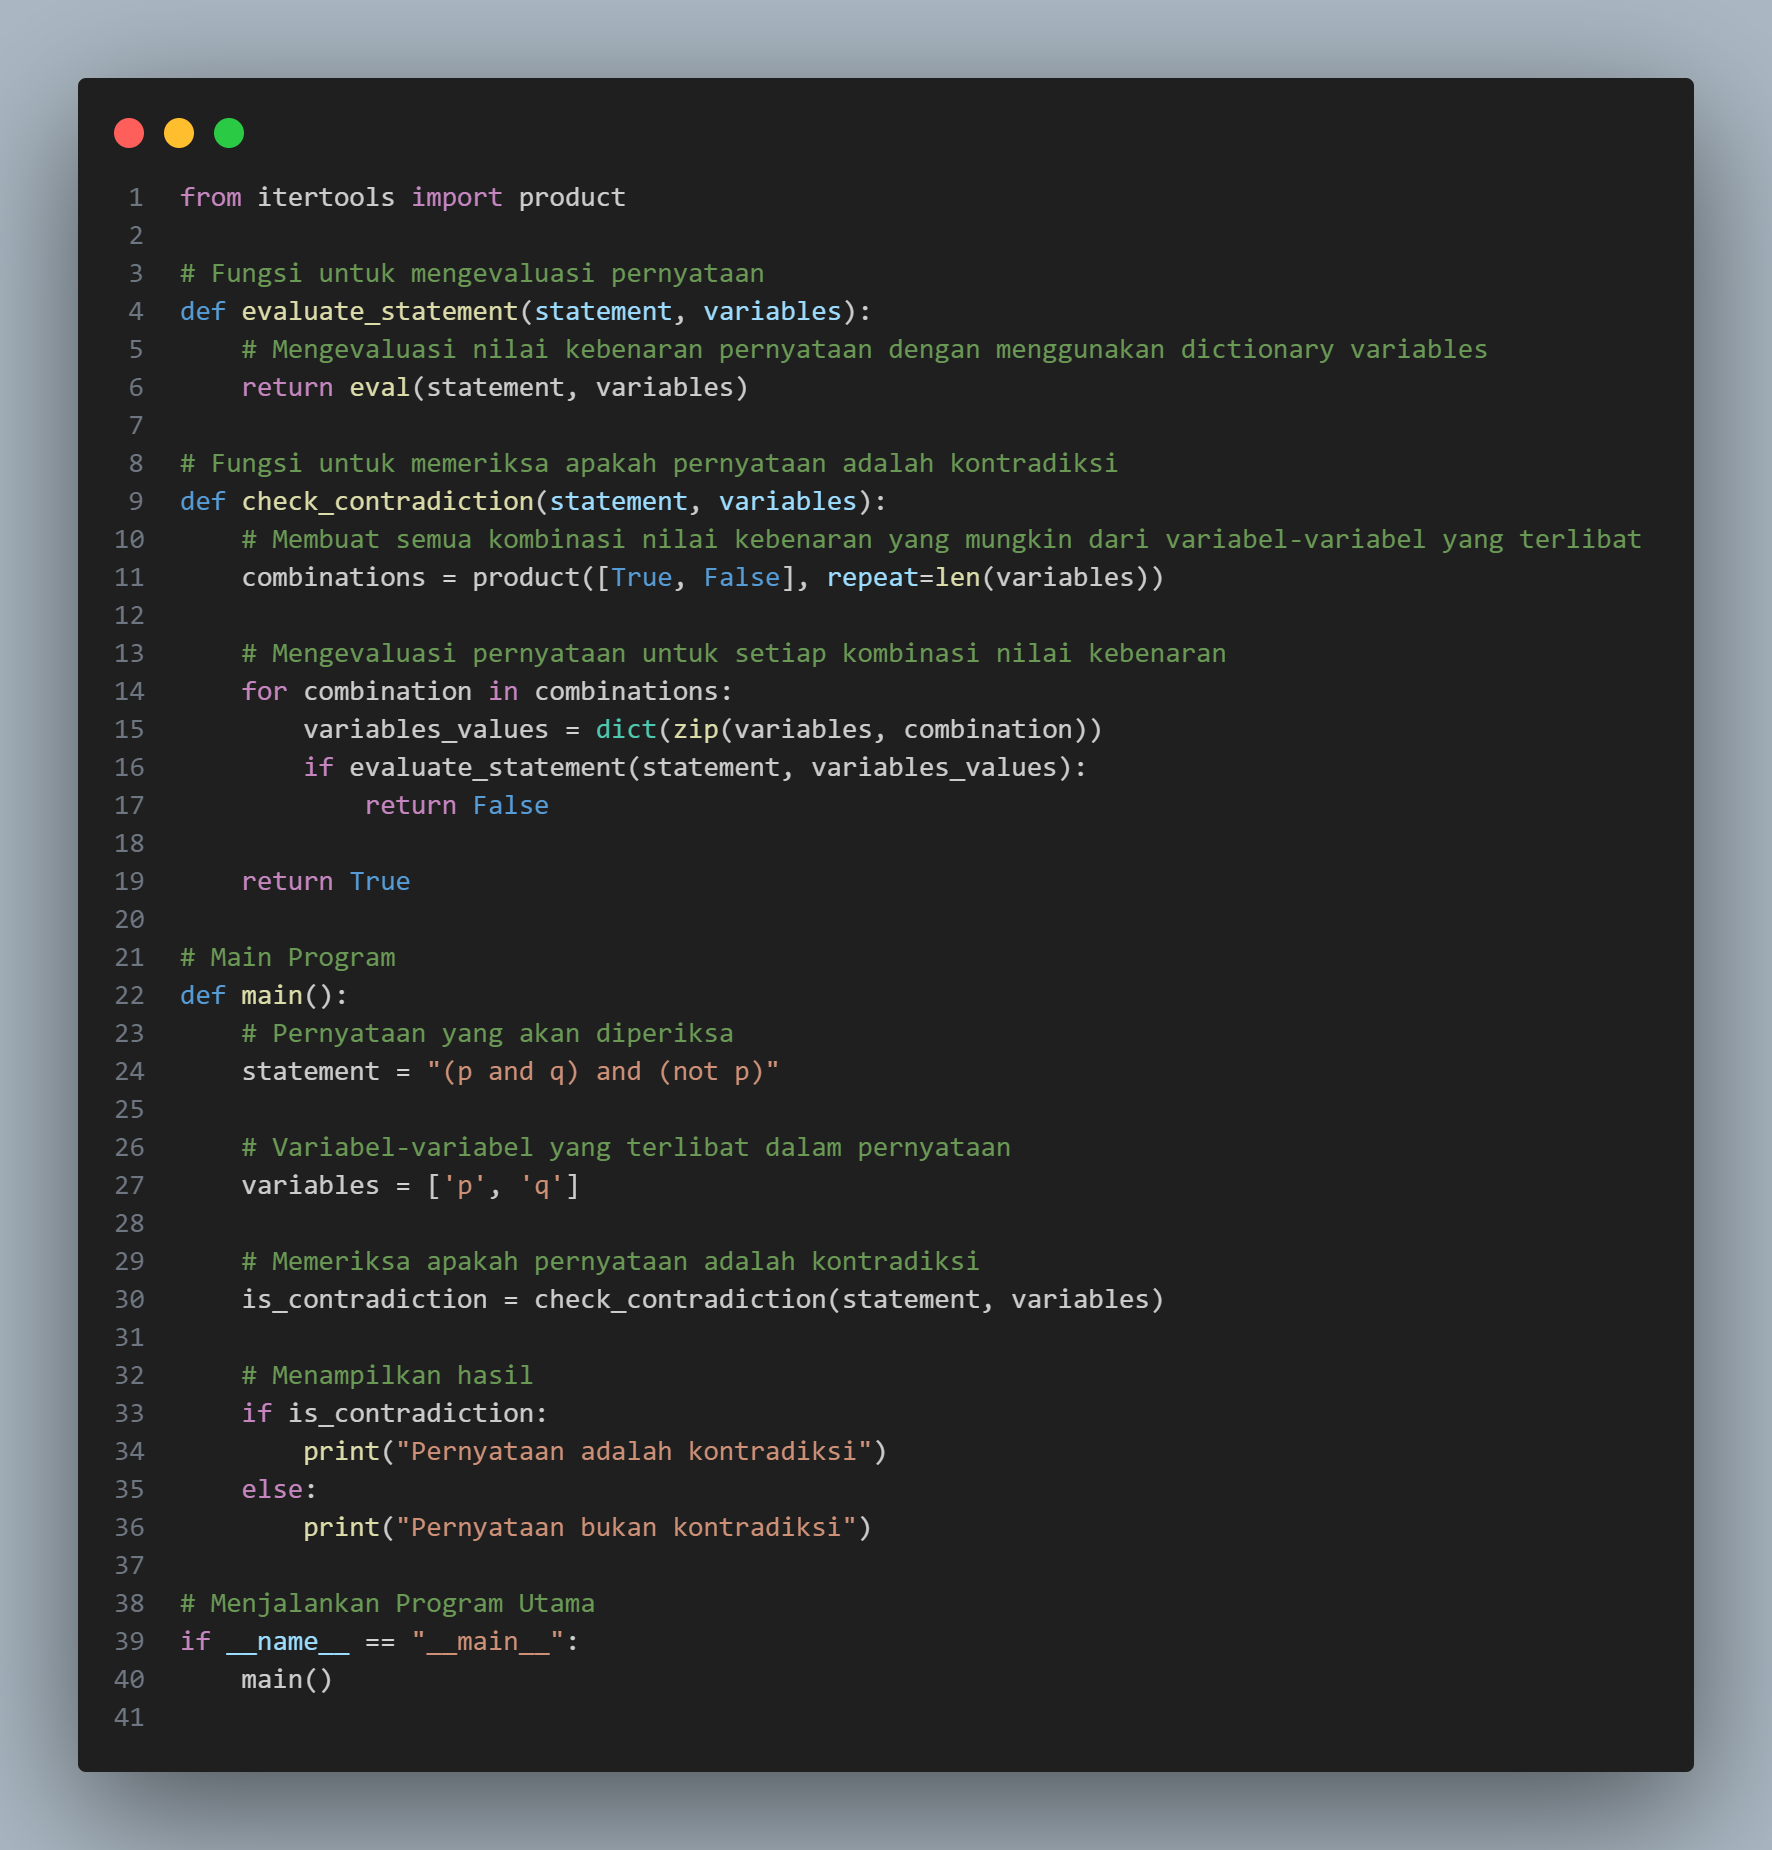 1 from itertools import product
2
3 # Fungsi untuk mengevaluasi pernyataan
4 def evaluate_statement(statement, variables):
5     # Mengevaluasi nilai kebenaran pernyataan dengan menggunakan dictionary variables
6     return eval(statement, variables)
7
8 # Fungsi untuk memeriksa apakah pernyataan adalah kontradiksi
9 def check_contradiction(statement, variables):
10     # Membuat semua kombinasi nilai kebenaran yang mungkin dari variabel-variabel yang terlibat
11     combinations = product([True, False], repeat=len(variables))
12
13     # Mengevaluasi pernyataan untuk setiap kombinasi nilai kebenaran
14     for combination in combinations:
15         variables_values = dict(zip(variables, combination))
16         if evaluate_statement(statement, variables_values):
17             return False
18
19     return True
20
21 # Main Program
22 def main():
23     # Pernyataan yang akan diperiksa
24     statement = "(p and q) and (not p)"
25
26     # Variabel-variabel yang terlibat dalam pernyataan
27     variables = ['p', 'q']
28
29     # Memeriksa apakah pernyataan adalah kontradiksi
30     is_contradiction = check_contradiction(statement, variables)
31
32     # Menampilkan hasil
33     if is_contradiction:
34         print("Pernyataan adalah kontradiksi")
35     else:
36         print("Pernyataan bukan kontradiksi")
37
38 # Menjalankan Program Utama
39 if __name__ == "__main__":
40     main()
41